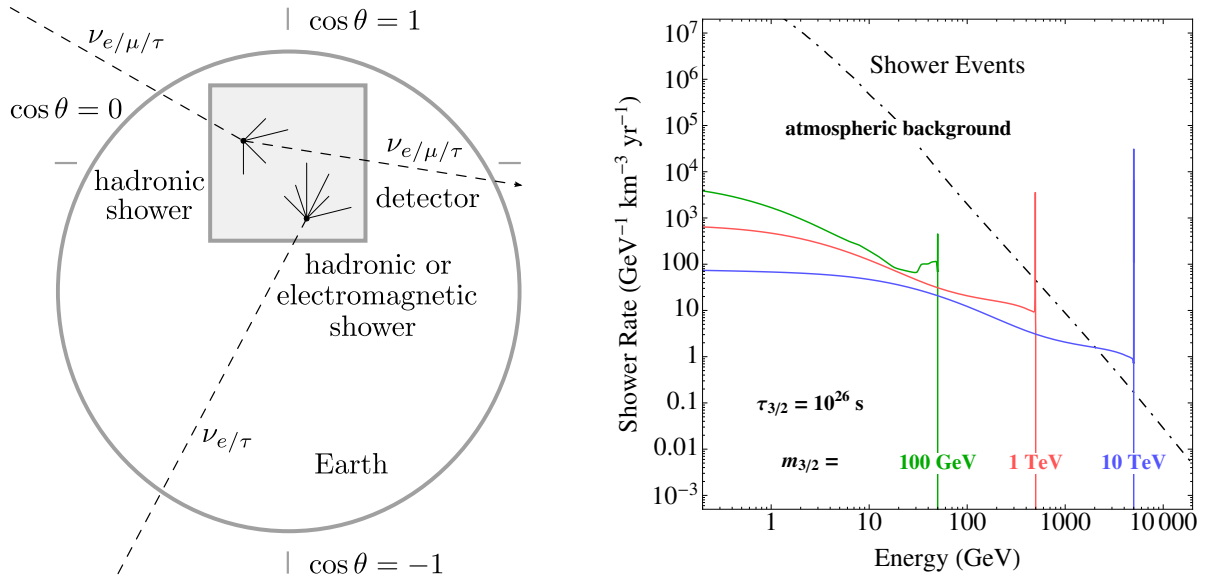 cos θ = 1
ν_{e/μ/τ}
cos θ = 0
ν_{e/μ/τ}
hadronic
shower
detector
hadronic or
electromagnetic
shower
ν_{e/τ}
Earth
cos θ = −1
Shower Rate (GeV⁻¹ km⁻³ yr⁻¹)
10⁷
10⁶
10⁵
10⁴
10³
100
10
1
0.1
0.01
10⁻³
Shower Events
atmospheric background
τ_{3/2} = 10²⁶ s
m_{3/2} = 100 GeV 1 TeV 10 TeV
1 10 100 1000 10 000
Energy (GeV)